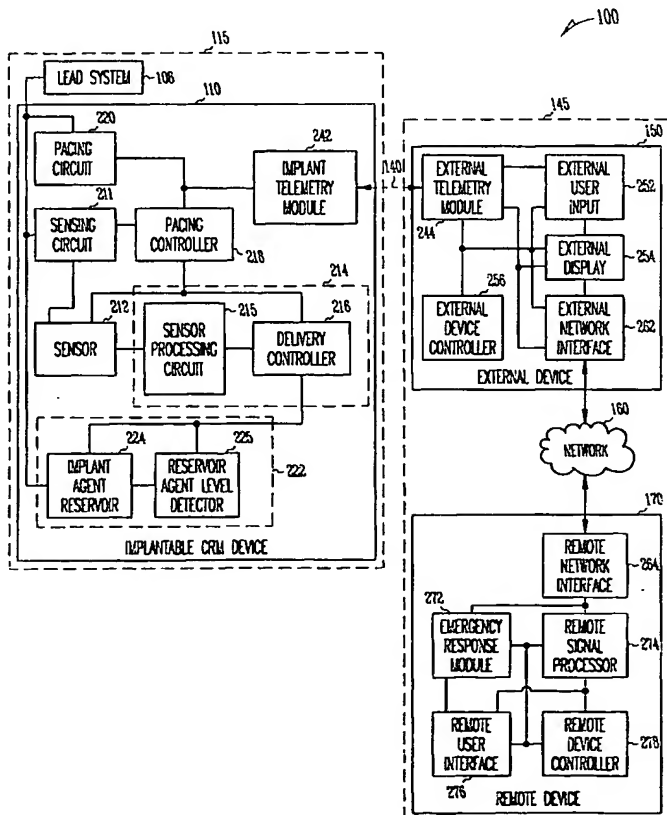 100
115
LEAD SYSTEM
106
110
220
PACING
CIRCUIT
242
IMPLANT
TELEMETRY
MODULE
211
SENSING
CIRCUIT
PACING
CONTROLLER
218
214
212
SENSOR
215
SENSOR
PROCESSING
CIRCUIT
216
DELIVERY
CONTROLLER
224
IMPLANT
AGENT
RESERVOIR
225
RESERVOIR
AGENT LEVEL
DETECTOR
222
IMPLANTABLE CRM DEVICE
140
145
150
EXTERNAL
TELEMETRY
MODULE
244
EXTERNAL
USER
INPUT
252
EXTERNAL
DISPLAY
254
256
EXTERNAL
DEVICE
CONTROLLER
EXTERNAL
NETWORK
INTERFACE
262
EXTERNAL DEVICE
160
NETWORK
170
REMOTE
NETWORK
INTERFACE
264
272
EMERGENCY
RESPONSE
MODULE
REMOTE
SIGNAL
PROCESSOR
274
REMOTE
USER
INTERFACE
276
REMOTE
DEVICE
CONTROLLER
278
REMOTE DEVICE